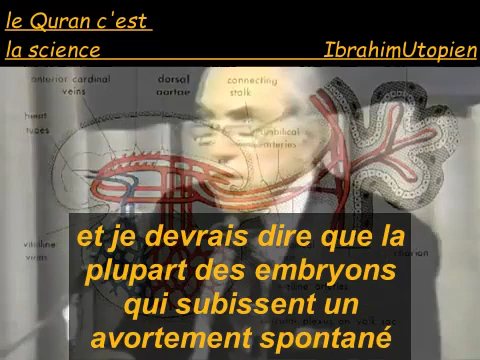 le Quran c'est
la science IbrahimUtopien
anterior cardinal veins
dorsal aortae
connecting stalk
heart
umbilical arteries
vitelline veins
et je devrais dire que la
plupart des embryons
qui subissent un
avortement spontané